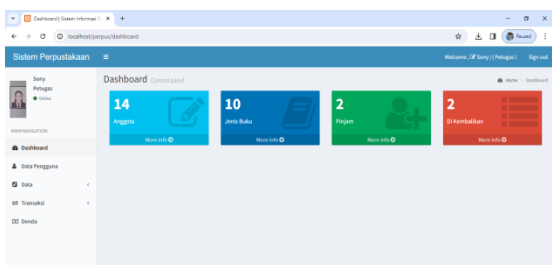 Dashboard | Sistem Informasi
localhost/perpus/dashboard
Paused
Sistem Perpustakaan
Welcome, Sony | ( Petugas )
Sign out
Sony
Petugas
Online
Dashboard Control panel
Home > Dashboard
14
Anggota
More info
10
Jenis Buku
More info
2
Pinjam
More info
2
Di Kembalikan
More info
MAIN NAVIGATION
Dashboard
Data Pengguna
Data
Transaksi
Denda